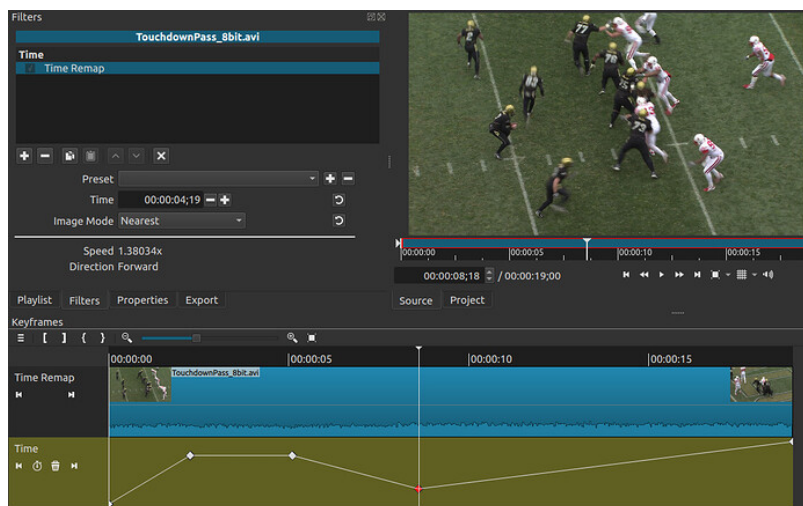 Filters
TouchdownPass_8bit.avi
Time
Time Remap
Preset
Time 00:00:04;19
Image Mode Nearest
Speed 1.38034x
Direction Forward
Playlist Filters Properties Export
00:00:00 00:00:05 00:00:10 00:00:15
00:00:08;18 / 00:00:19;00
Source Project
Keyframes
00:00:00 00:00:05 00:00:10 00:00:15
Time Remap
TouchdownPass_8bit.avi
Time